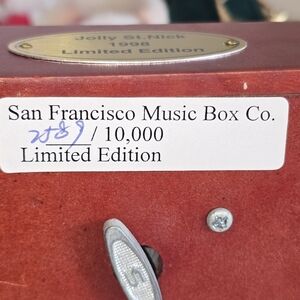 Jolly St.Nick
1998
Limited Edition
San Francisco Music Box Co.
2589 / 10,000
Limited Edition